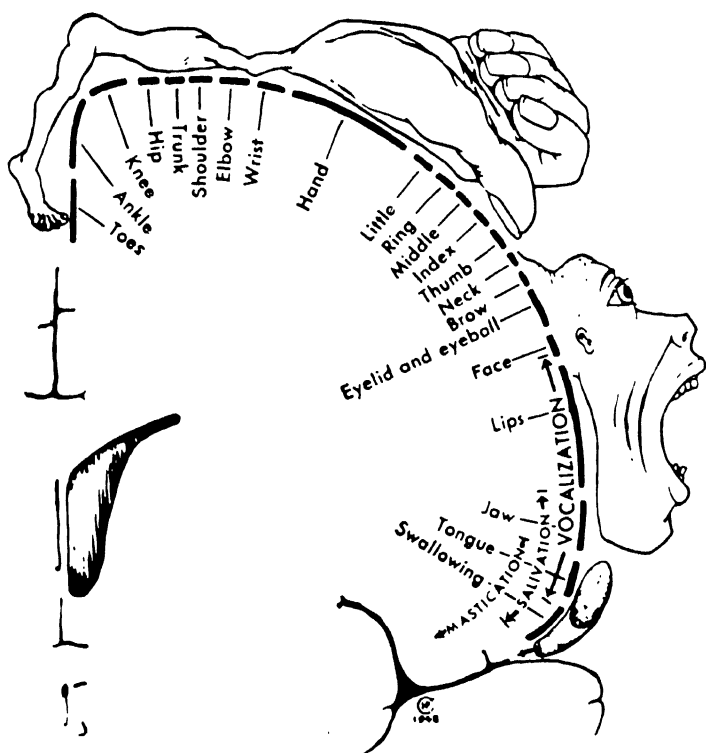 Toes
Ankle
Knee
Hip
Trunk
Shoulder
Elbow
Wrist
Hand
Little
Ring
Middle
Index
Thumb
Neck
Brow
Eyelid and eyeball
Face
Lips
VOCALIZATION
Jaw
Tongue
Swallowing
SALIVATION
MASTICATION